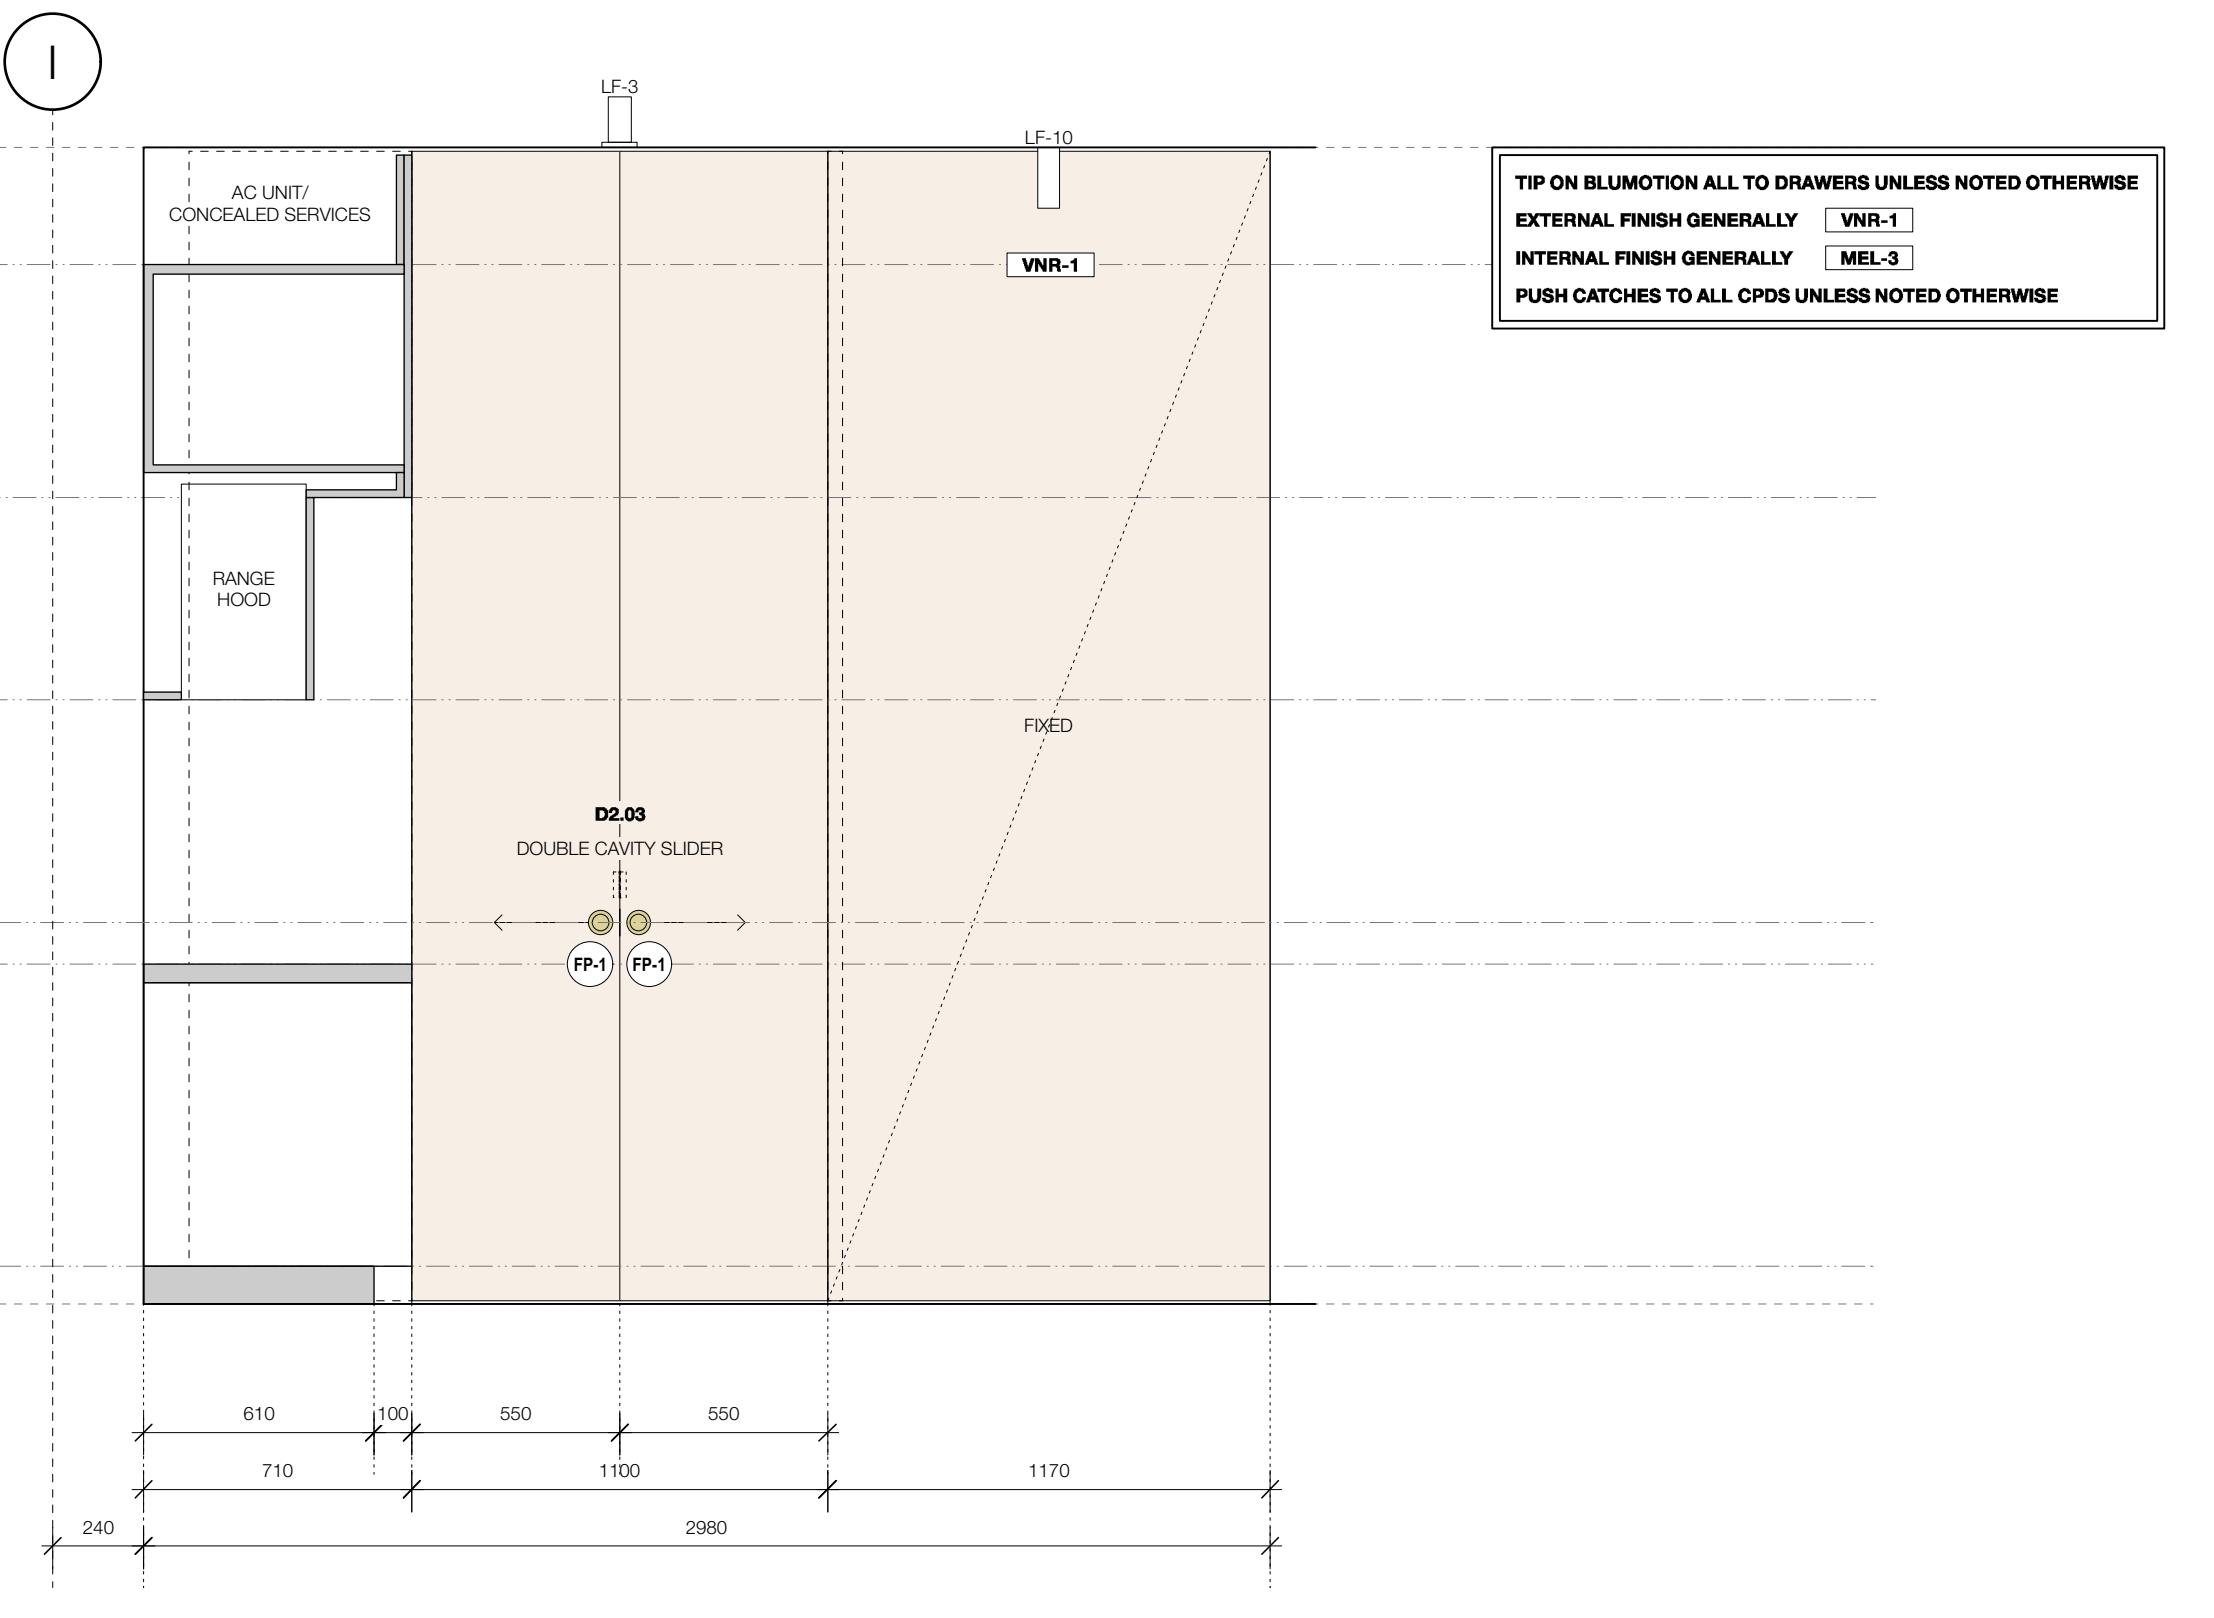 I
LF-3
LF-10
AC UNIT/
CONCEALED SERVICES
VNR-1
TIP ON BLUMOTION ALL TO DRAWERS UNLESS NOTED OTHERWISE
EXTERNAL FINISH GENERALLY VNR-1
INTERNAL FINISH GENERALLY MEL-3
PUSH CATCHES TO ALL CPDS UNLESS NOTED OTHERWISE
RANGE
HOOD
FIXED
D2.03
DOUBLE CAVITY SLIDER
FP-1 FP-1
610 100 550 550
710 1100 1170
240 2980